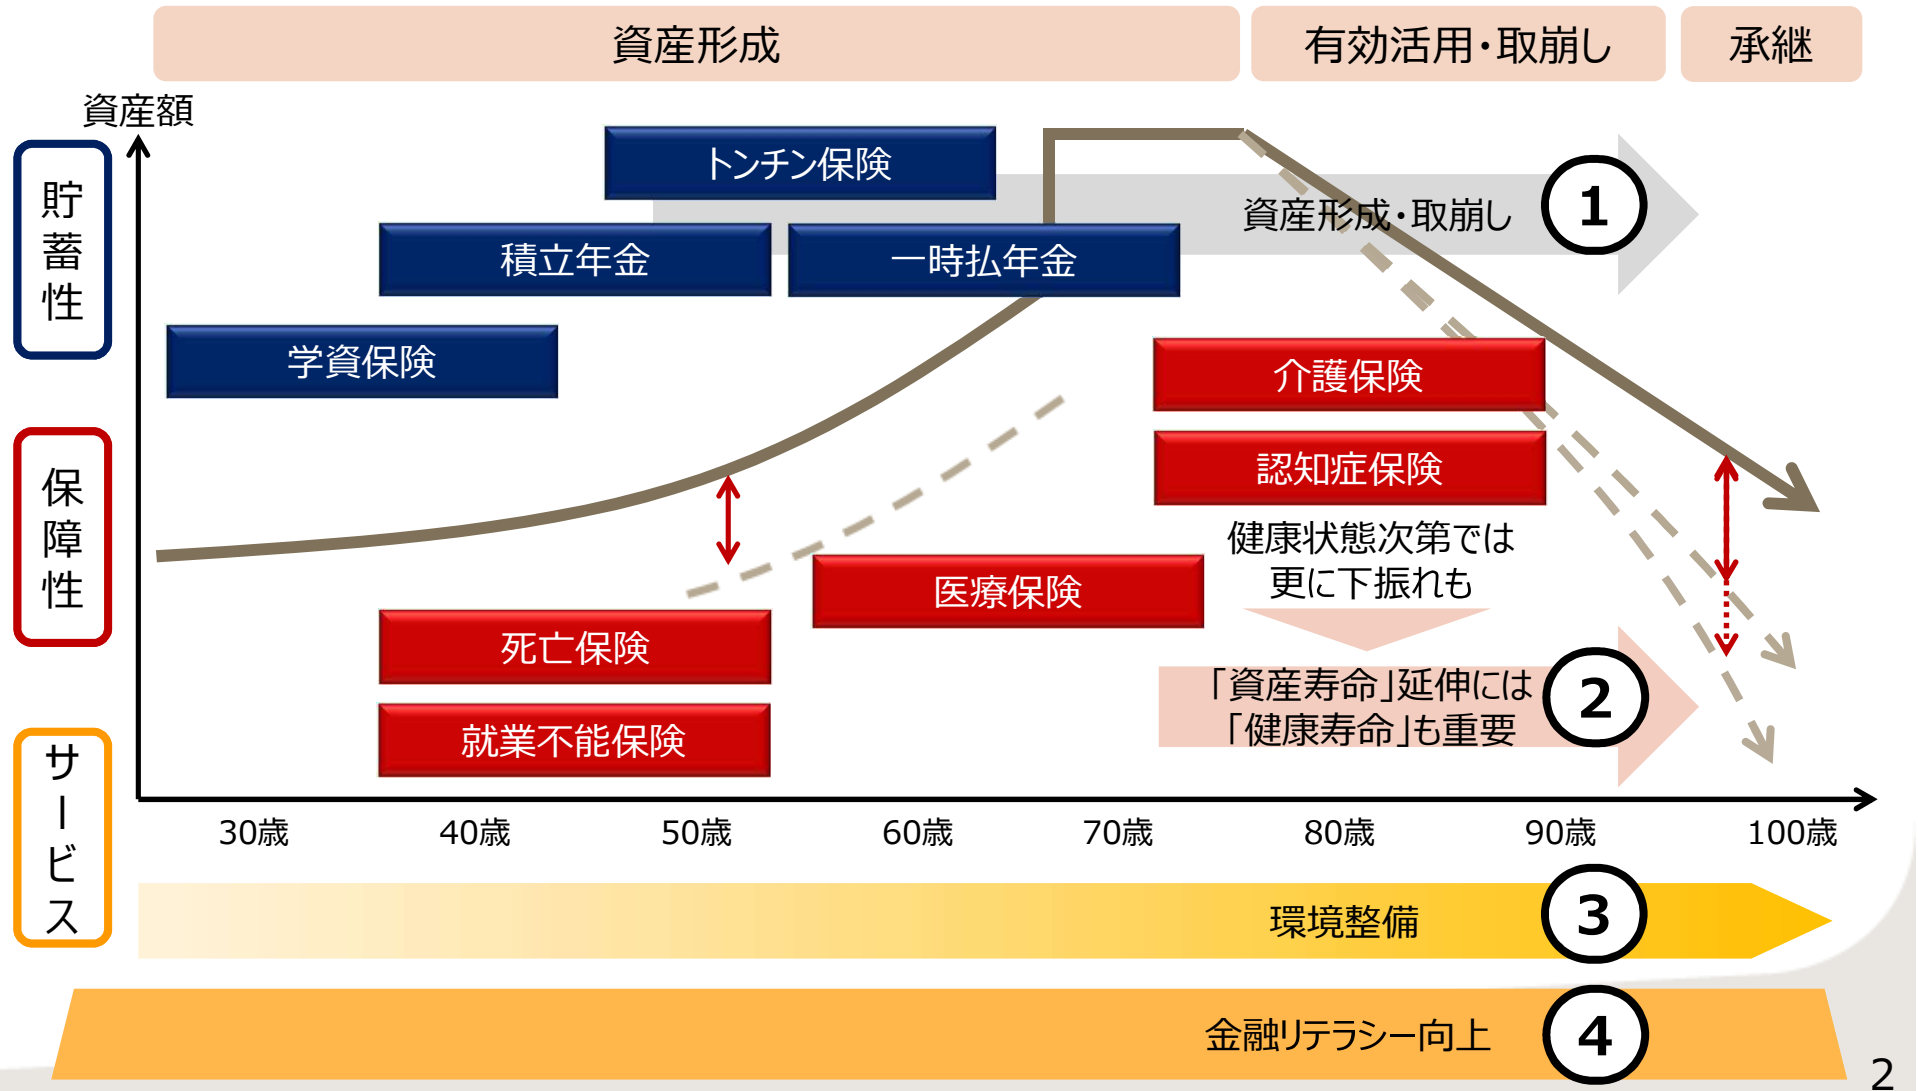 資産形成
有効活用・取崩し
承継
資産額
貯蓄性
トンチン保険
積立年金
一時払年金
資産形成・取崩し
1
学資保険
保障性
介護保険
認知症保険
健康状態次第では
更に下振れも
医療保険
死亡保険
就業不能保険
「資産寿命」延伸には
「健康寿命」も重要
2
サービス
30歳
40歳
50歳
60歳
70歳
80歳
90歳
100歳
環境整備
3
金融リテラシー向上
4
2